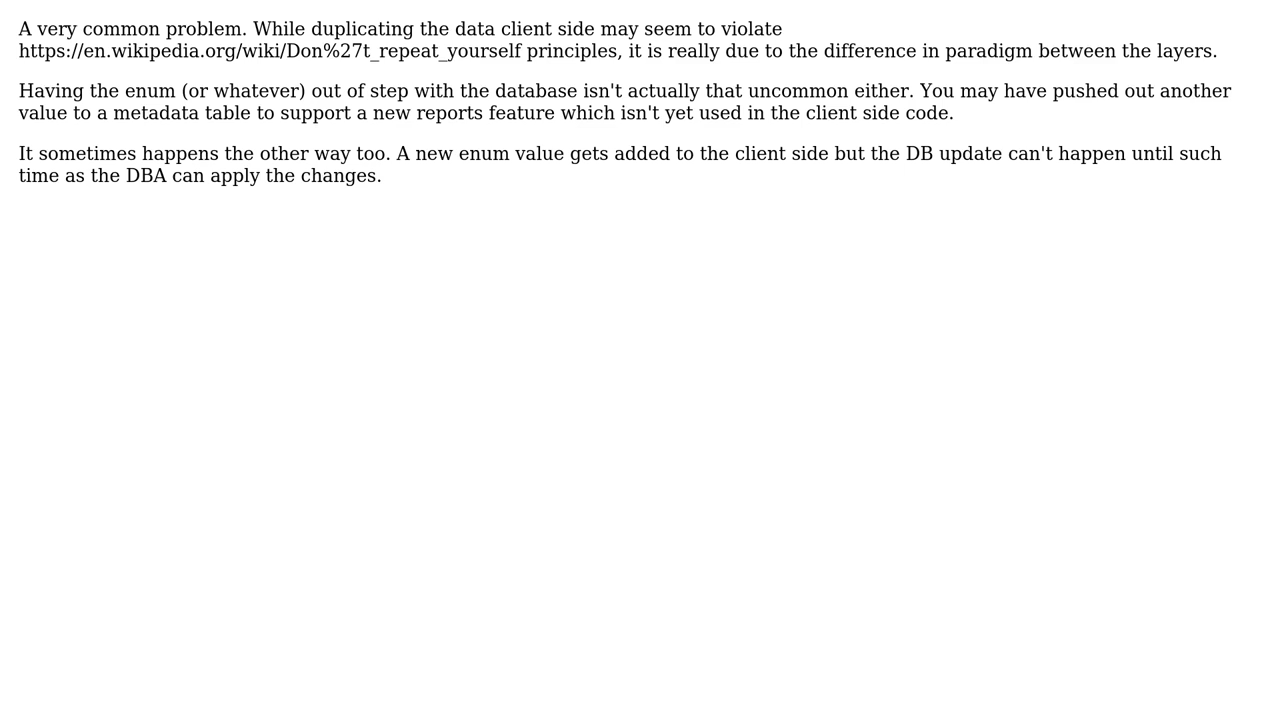 A very common problem. While duplicating the data client side may seem to violate
https://en.wikipedia.org/wiki/Don%27t_repeat_yourself principles, it is really due to the difference in paradigm between the layers.
Having the enum (or whatever) out of step with the database isn't actually that uncommon either. You may have pushed out another
value to a metadata table to support a new reports feature which isn't yet used in the client side code.
It sometimes happens the other way too. A new enum value gets added to the client side but the DB update can't happen until such
time as the DBA can apply the changes.